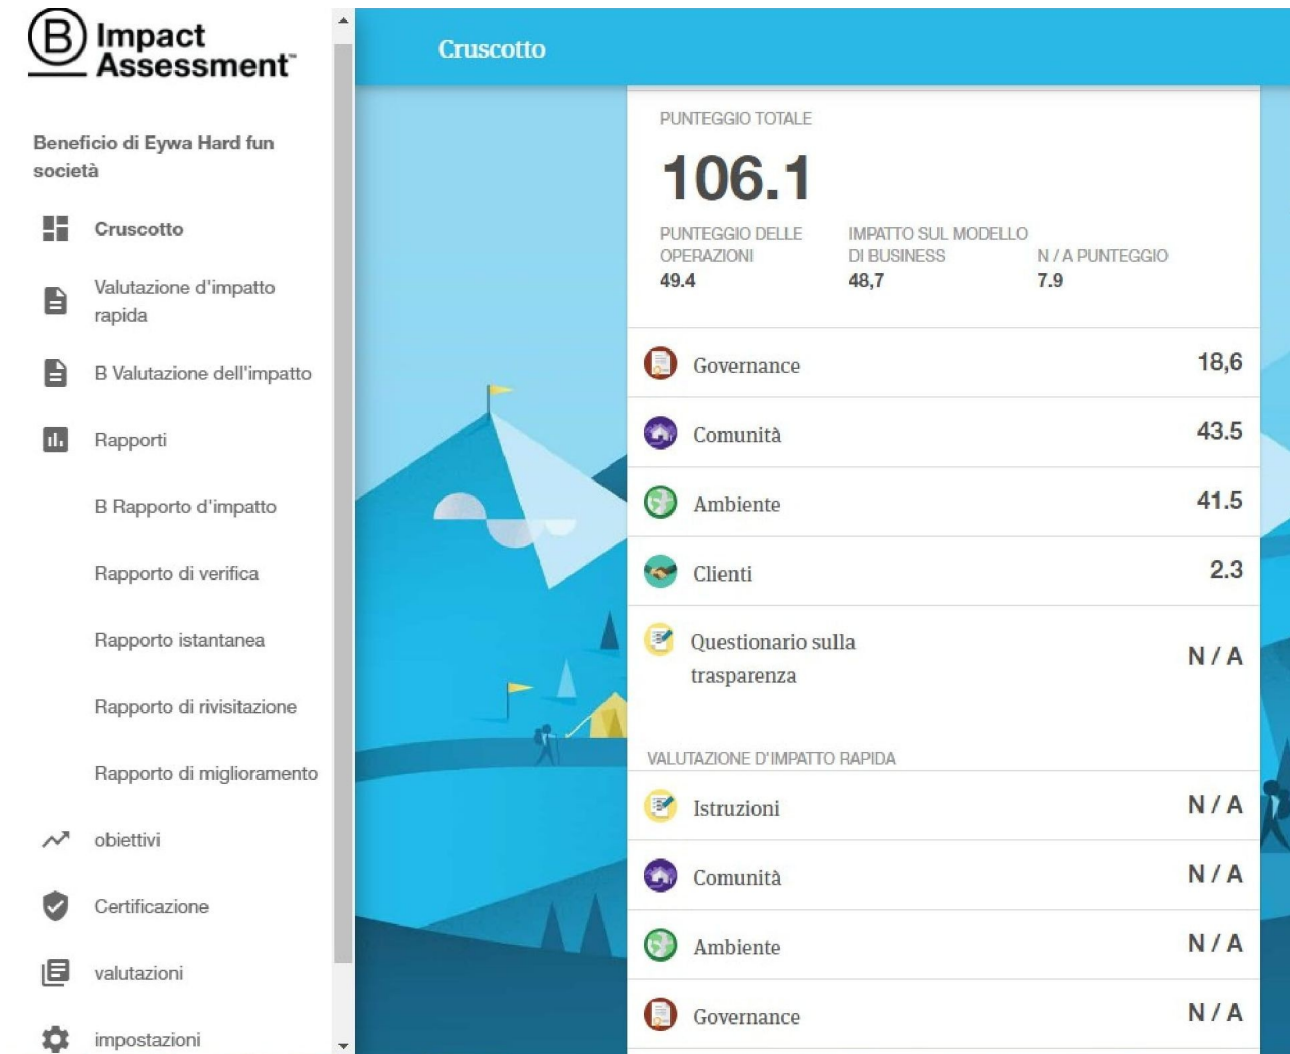 B Impact
Assessment™
Beneficio di Eywa Hard fun
società
Cruscotto
Valutazione d'impatto
rapida
B Valutazione dell'impatto
Rapporti
B Rapporto d'impatto
Rapporto di verifica
Rapporto istantanea
Rapporto di rivisitazione
Rapporto di miglioramento
obiettivi
Certificazione
valutazioni
impostazioni
Cruscotto
PUNTEGGIO TOTALE
106.1
PUNTEGGIO DELLE
OPERAZIONI
49.4
IMPATTO SUL MODELLO
DI BUSINESS
48,7
N / A PUNTEGGIO
7.9
Governance 18,6
Comunità 43.5
Ambiente 41.5
Clienti 2.3
Questionario sulla
trasparenza N / A
VALUTAZIONE D'IMPATTO RAPIDA
Istruzioni N / A
Comunità N / A
Ambiente N / A
Governance N / A